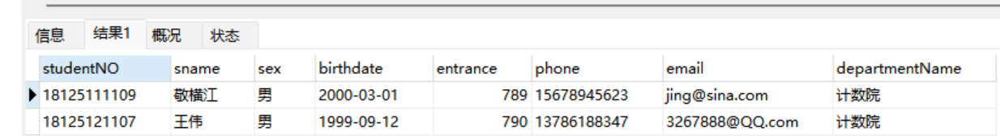 信息 结果1 概况 状态
studentNO sname sex birthdate entrance phone email departmentName
18125111109 敬横江 男 2000-03-01 789 15678945623 jing@sina.com 计数院
18125121107 王伟 男 1999-09-12 790 13786188347 3267888@QQ.com 计数院